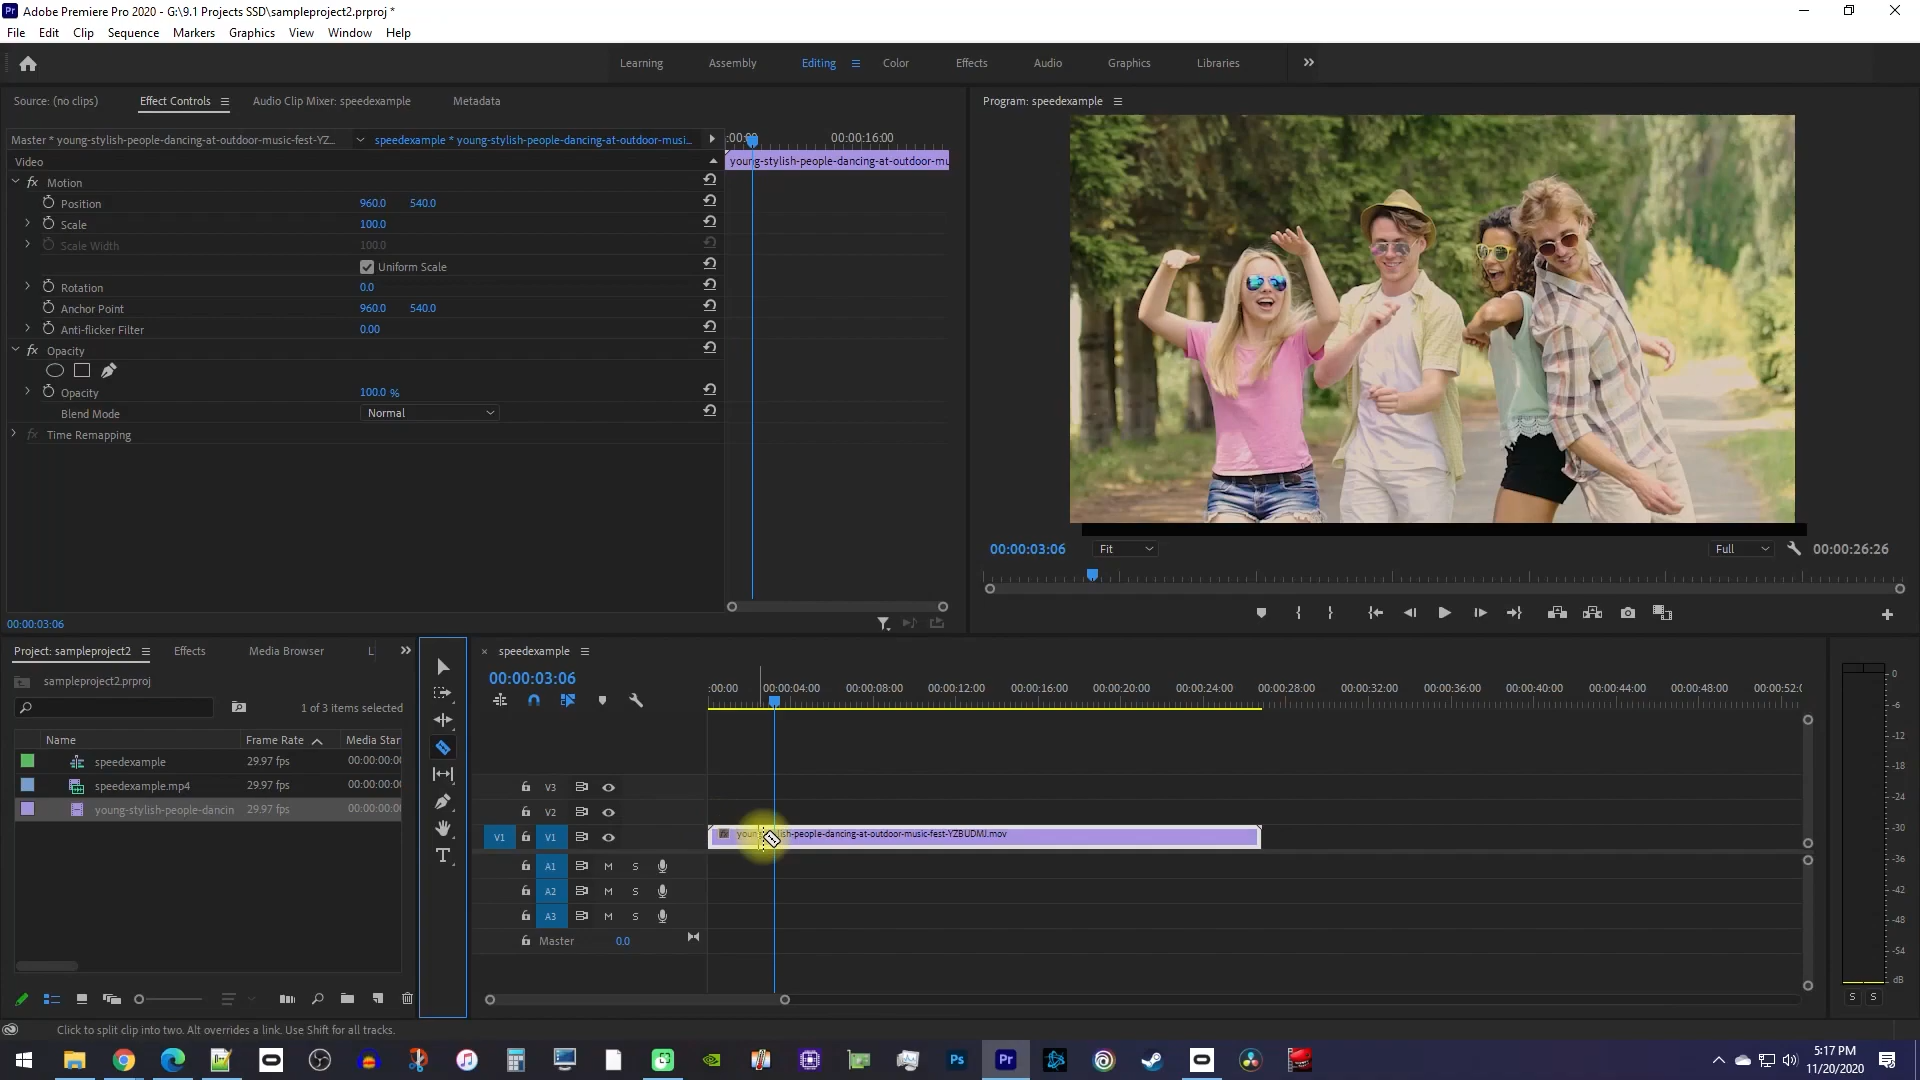 Adobe Premiere Pro 2020 - G:\9.1 Projects SSD\sampleproject2.prproj *
File Edit Clip Sequence Markers Graphics View Window Help
Learning Assembly Editing Color Effects Audio Graphics Libraries
Source: (no clips) Effect Controls Audio Clip Mixer: speedexample Metadata
Program: speedexample
Master * young-stylish-people-dancing-at-outdoor-music-fest-YZ... speedexample * young-stylish-people-dancing-at-outdoor-musi...
:00:00 00:00:16:00
Video
young-stylish-people-dancing-at-outdoor-mu
Motion
Position 960.0 540.0
Scale 100.0
Scale Width 100.0
Uniform Scale
Rotation 0.0
Anchor Point 960.0 540.0
Anti-flicker Filter 0.00
Opacity
Opacity 100.0 %
Blend Mode Normal
Time Remapping
00:00:03:06 Fit Full 00:00:26:26
00:00:03:06
Project: sampleproject2 Effects Media Browser L
sampleproject2.prproj
1 of 3 items selected
Name Frame Rate Media Star
speedexample 29.97 fps 00:00:00:0
speedexample.mp4 29.97 fps 00:00:00:0
young-stylish-people-dancin 29.97 fps 00:00:00:0
speedexample
00:00:03:06
:00:00 00:00:04:00 00:00:08:00 00:00:12:00 00:00:16:00 00:00:20:00 00:00:24:00 00:00:28:00 00:00:32:00 00:00:36:00 00:00:40:00 00:00:44:00 00:00:48:00 00:00:52:0
V3
V2
V1 V1
A1 M S
A2 M S
A3 M S
Master 0.0
0
-6
-12
-18
-24
-30
-36
-42
-48
-54
dB
S S
Click to split clip into two. Alt overrides a link. Use Shift for all tracks.
Ps Pr
5:17 PM
11/20/2020